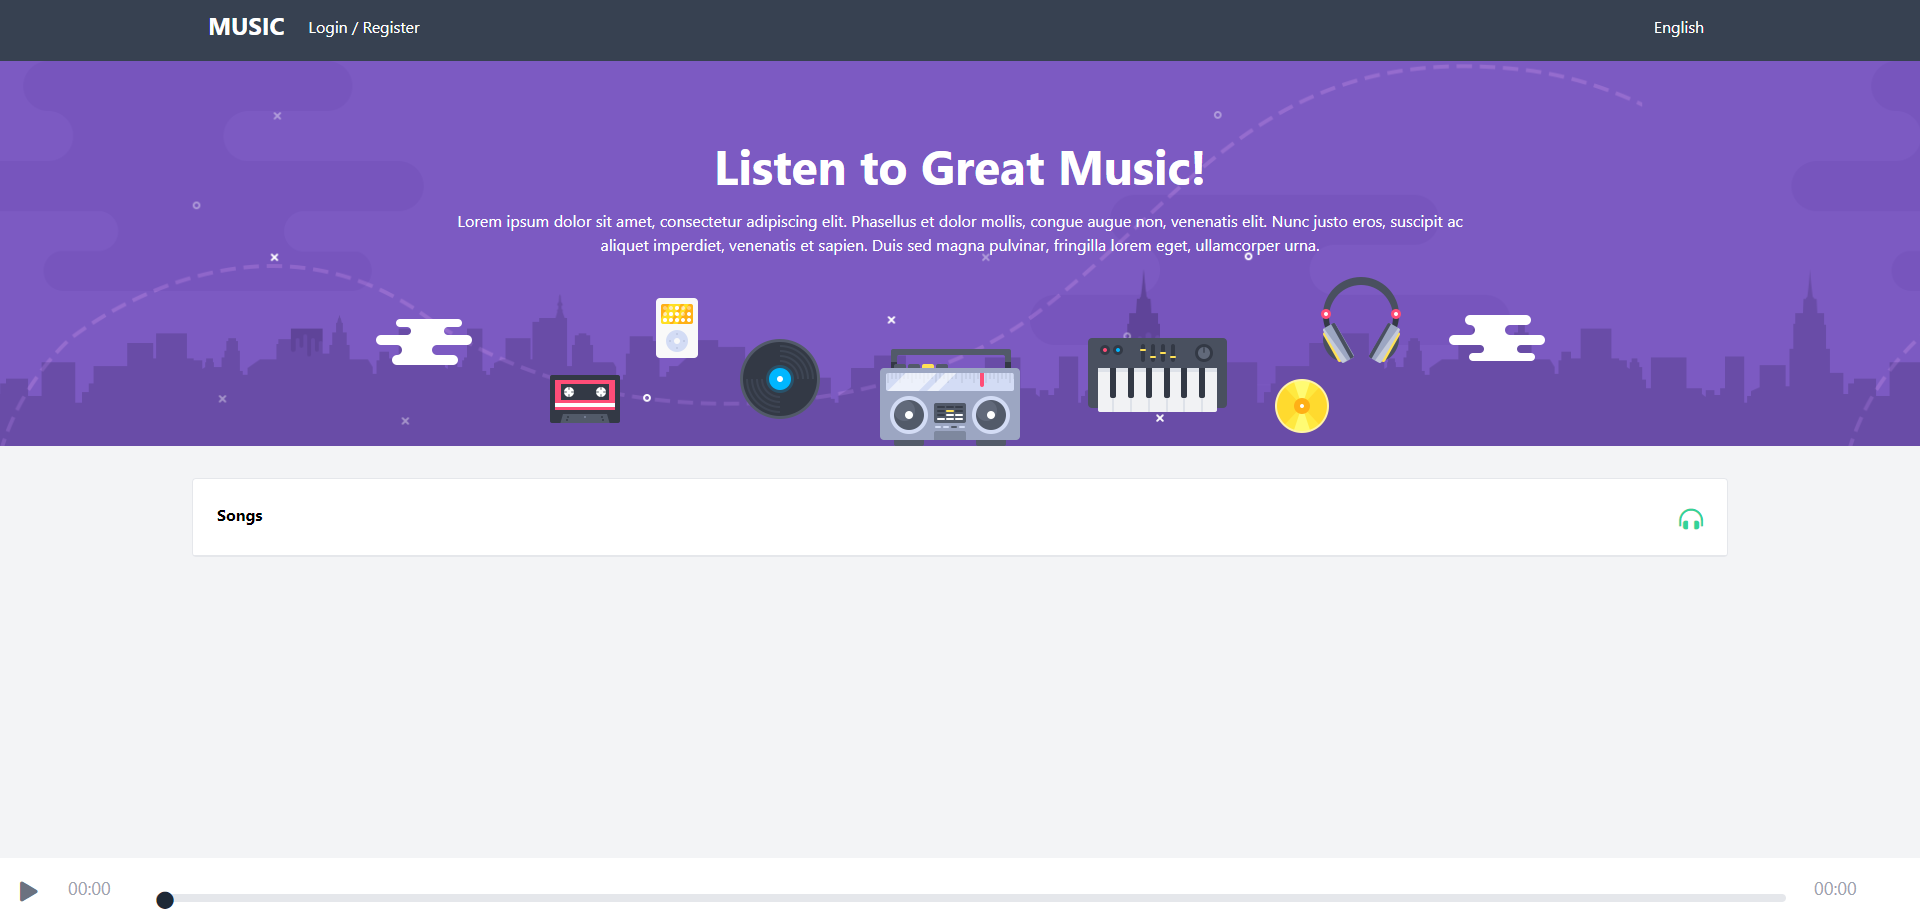 MUSIC Login / Register English
Listen to Great Music!
Lorem ipsum dolor sit amet, consectetur adipiscing elit. Phasellus et dolor mollis, congue augue non, venenatis elit. Nunc justo eros, suscipit ac
aliquet imperdiet, venenatis et sapien. Duis sed magna pulvinar, fringilla lorem eget, ullamcorper urna.
Songs
00:00 00:00